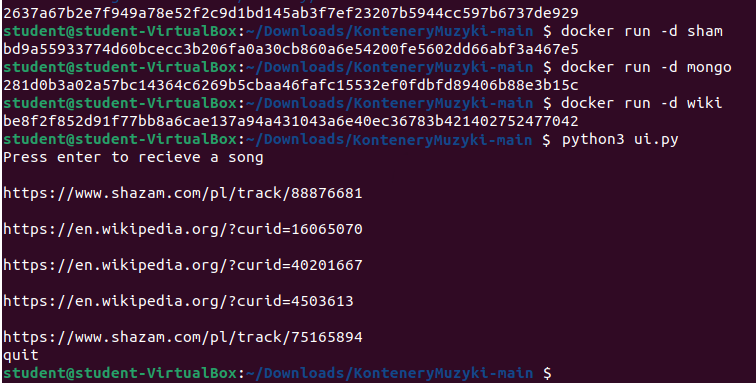 2637a67b2e7f949a78e52f2c9d1bd145ab3f7ef23207b5944cc597b6737de929
student@student-VirtualBox:~/Downloads/KonteneryMuzyki-main $ docker run -d sham
bd9a55933774d60bcecc3b206fa0a30cb860a6e54200fe5602dd66abf3a467e5
student@student-VirtualBox:~/Downloads/KonteneryMuzyki-main $ docker run -d mongo
281d0b3a02a57bc14364c6269b5cbaa46fafc15532ef0fdbfd89406b88e3b15c
student@student-VirtualBox:~/Downloads/KonteneryMuzyki-main $ docker run -d wiki
be8f2f852d91f77bb8a6cae137a94a431043a6e40ec36783b421402752477042
student@student-VirtualBox:~/Downloads/KonteneryMuzyki-main $ python3 ui.py
Press enter to recieve a song
https://www.shazam.com/pl/track/88876681
https://en.wikipedia.org/?curid=16065070
https://en.wikipedia.org/?curid=40201667
https://en.wikipedia.org/?curid=4503613
https://www.shazam.com/pl/track/75165894
quit
student@student-VirtualBox:~/Downloads/KonteneryMuzyki-main $